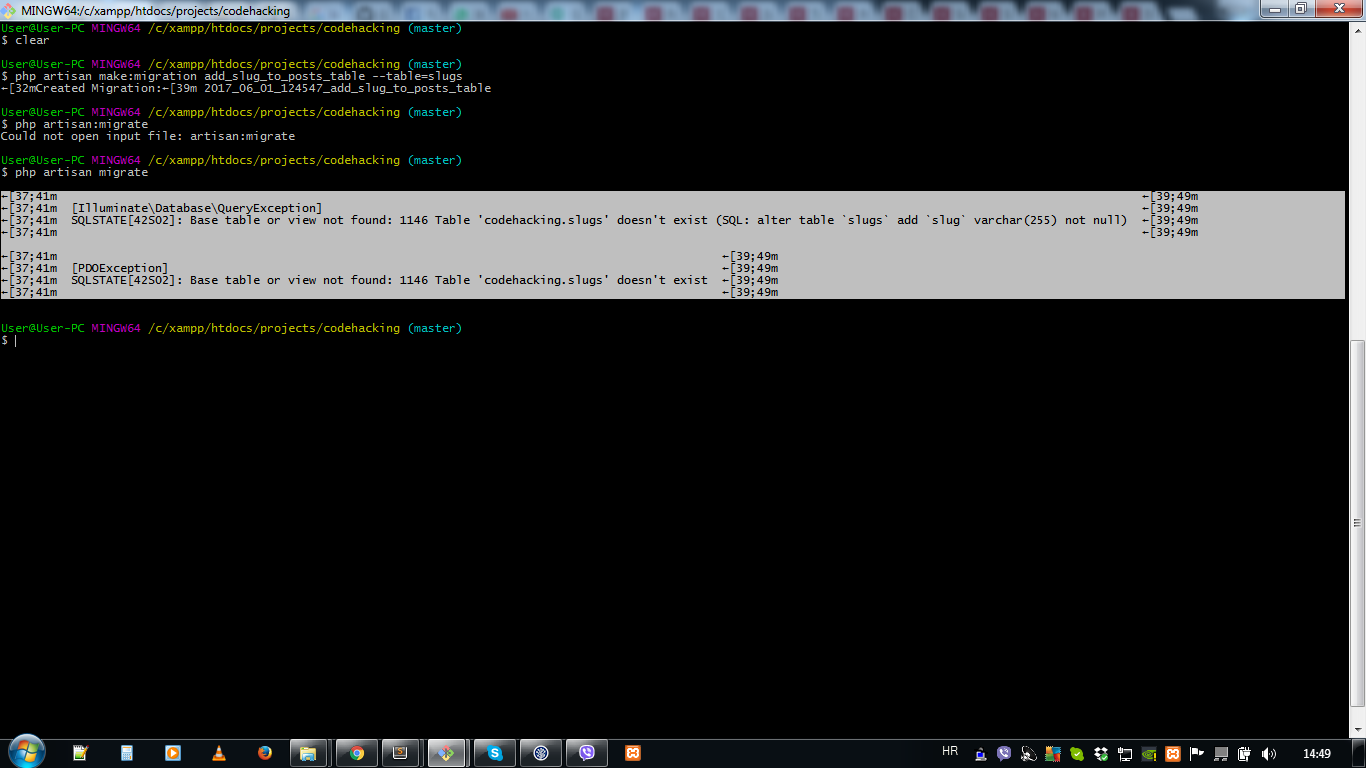 MINGW64:/c/xampp/htdocs/projects/codehacking
User@User-PC MINGW64 /c/xampp/htdocs/projects/codehacking (master)
$ clear
User@User-PC MINGW64 /c/xampp/htdocs/projects/codehacking (master)
$ php artisan make:migration add_slug_to_posts_table --table=slugs
←[32mCreated Migration:←[39m 2017_06_01_124547_add_slug_to_posts_table
User@User-PC MINGW64 /c/xampp/htdocs/projects/codehacking (master)
$ php artisan:migrate
Could not open input file: artisan:migrate
User@User-PC MINGW64 /c/xampp/htdocs/projects/codehacking (master)
$ php artisan migrate
←[37;41m ←[39;49m
←[37;41m [Illuminate\Database\QueryException] ←[39;49m
←[37;41m SQLSTATE[42S02]: Base table or view not found: 1146 Table 'codehacking.slugs' doesn't exist (SQL: alter table `slugs` add `slug` varchar(255) not null) ←[39;49m
←[37;41m ←[39;49m
←[37;41m ←[39;49m
←[37;41m [PDOException] ←[39;49m
←[37;41m SQLSTATE[42S02]: Base table or view not found: 1146 Table 'codehacking.slugs' doesn't exist ←[39;49m
←[37;41m ←[39;49m
User@User-PC MINGW64 /c/xampp/htdocs/projects/codehacking (master)
$
HR 14:49